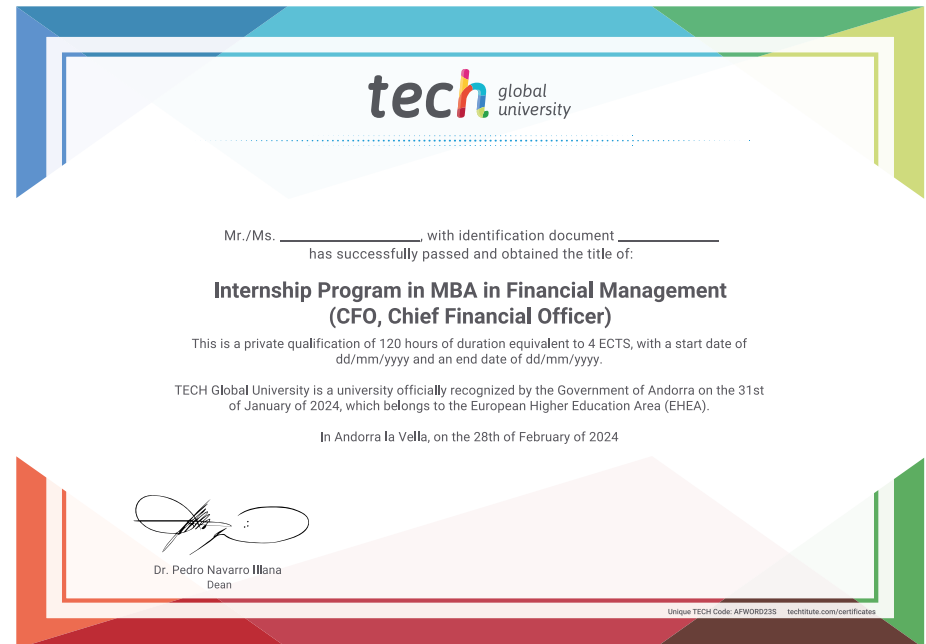 tech global
university
Mr./Ms. ____________, with identification document ____________
has successfully passed and obtained the title of:
Internship Program in MBA in Financial Management
(CFO, Chief Financial Officer)
This is a private qualification of 120 hours of duration equivalent to 4 ECTS, with a start date of
dd/mm/yyyy and an end date of dd/mm/yyyy.
TECH Global University is a university officially recognized by the Government of Andorra on the 31st
of January of 2024, which belongs to the European Higher Education Area (EHEA).
In Andorra la Vella, on the 28th of February of 2024
Dr. Pedro Navarro Illana
Dean
Unique TECH Code: AFWORD23S techtitute.com/certificates